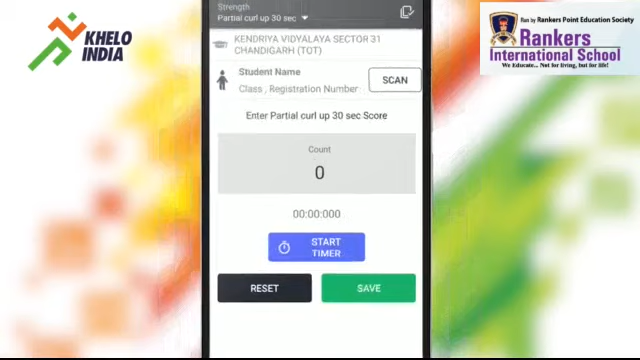 KHELO
INDIA
Run by Rankers Point Education Society
Rankers
International School
We Educate... Not for living, but for life!
Strength
Partial curl up 30 sec
KENDRIYA VIDYALAYA SECTOR 31
CHANDIGARH (TOT)
Student Name
Class , Registration Number
SCAN
Enter Partial curl up 30 sec Score
Count
0
00:00:000
START
TIMER
RESET
SAVE